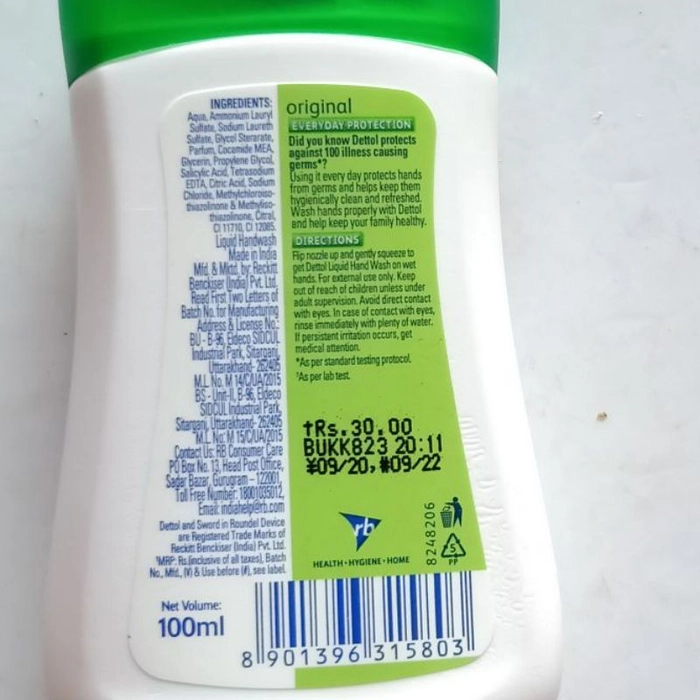 INGREDIENTS:
Aqua, Ammonium Lauryl
Sulfate, Sodium Laureth
Sulfate, Glycol Sterarate,
Parfum, Cocamide MEA,
Glycerin, Propylene Glycol,
Salicylic Acid, Tetrasodium
EDTA, Citric Acid, Sodium
Chloride, Methylchloroiso-
thiazolinone & Methyliso-
thiazolinone, Citral,
CI 11710, CI 12085.
Liquid Handwash
Made in India
Mfd. & Mktd. by: Reckitt
Benckiser (India) Pvt. Ltd.
Read First Two Letters of
Batch No. for Manufacturing
Address & License No.:
BU - B-96, Eldeco SIDCUL
Industrial Park, Sitarganj,
Uttarakhand- 262405
M.L. No. M 14/C/UA/2015
BS - Unit-II, B-96, Eldeco
SIDCUL Industrial Park,
Sitarganj, Uttarakhand- 262405
M.L. No. M 15/C/UA/2015
Contact Us: RB Consumer Care
PO Box No. 13, Head Post Office,
Sadar Bazar, Gurugram – 122001,
Toll Free Number: 18001035012,
Email: indiahelp@rb.com
Dettol and Sword in Roundel Device
are Registered Trade Marks of
Reckitt Benckiser (India) Pvt. Ltd.
†MRP: Rs.(inclusive of all taxes), Batch
No., Mfd., (¥) & Use before (#), see label.
Net Volume:
100ml
original
EVERYDAY PROTECTION
Did you know Dettol protects
against 100 illness causing
germs*?
Using it every day protects hands
from germs and helps keep them
hygienically clean and refreshed.
Wash hands properly with Dettol
and help keep your family healthy.
DIRECTIONS
Flip nozzle up and gently squeeze to
get Dettol Liquid Hand Wash on wet
hands. For external use only. Keep
out of reach of children unless under
adult supervision. Avoid direct contact
with eyes. In case of contact with eyes,
rinse immediately with plenty of water.
If persistent irritation occurs, get
medical attention.
*As per standard testing protocol.
†As per lab test.
†Rs.30.00
BUKK823 20:11
¥09/20,#09/22
rb
HEALTH • HYGIENE • HOME
8248206
5
PP
8 901396 315803